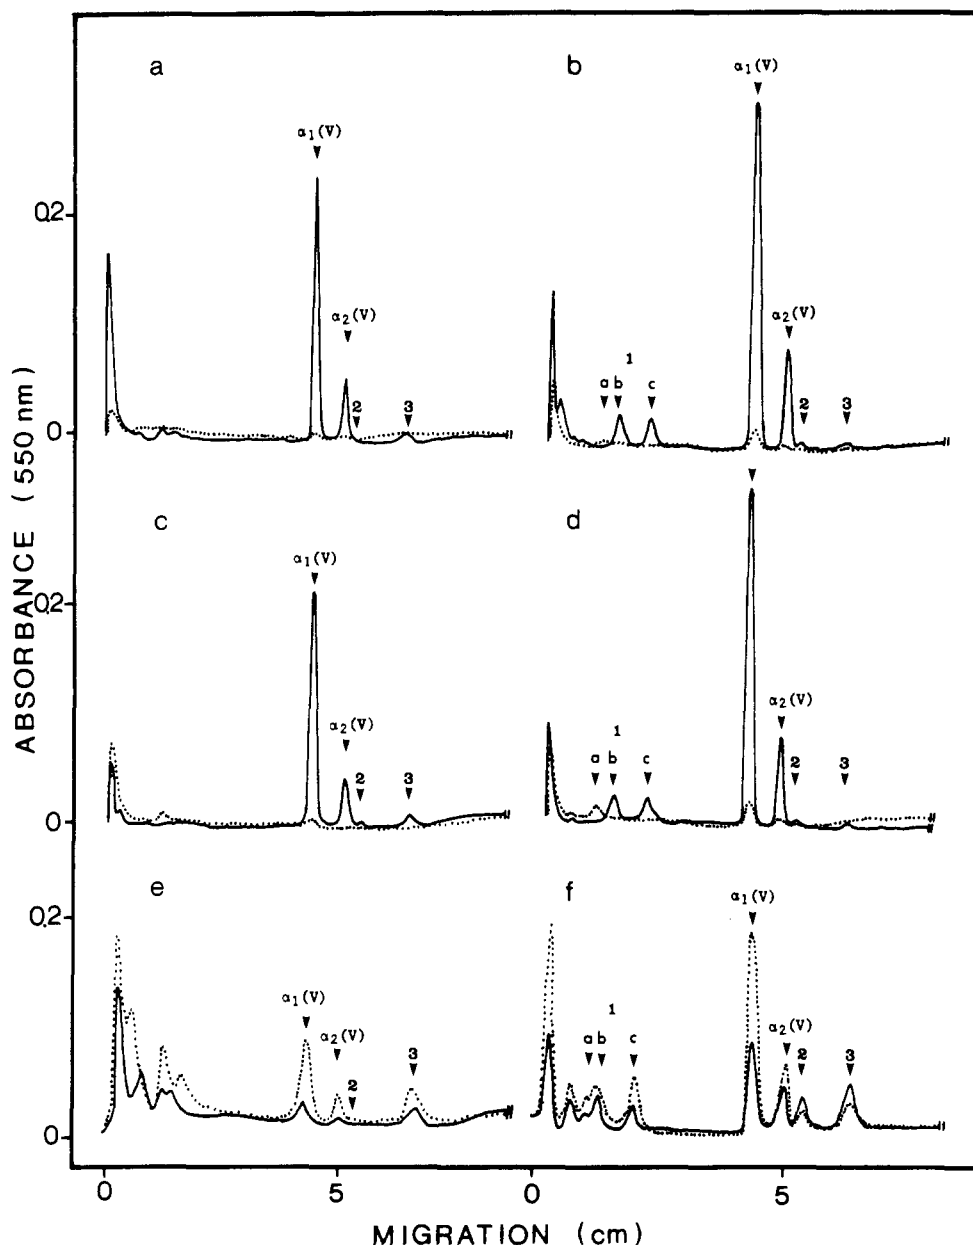 a
b
α₁(V)
α₁(V)
0.2
α₂(V)
α₂(V)
1
a b c
2 3
2 3
0
c
d
α₁(V)
0.2
α₂(V)
α₂(V)
1
a b c
2 3
2 3
0
e
f
α₁(V)
0.2
α₁(V)
α₂(V)
α₂(V)
1
a b c
2 3
2 3
0
0 5
0 5
ABSORBANCE (550 nm)
MIGRATION (cm)